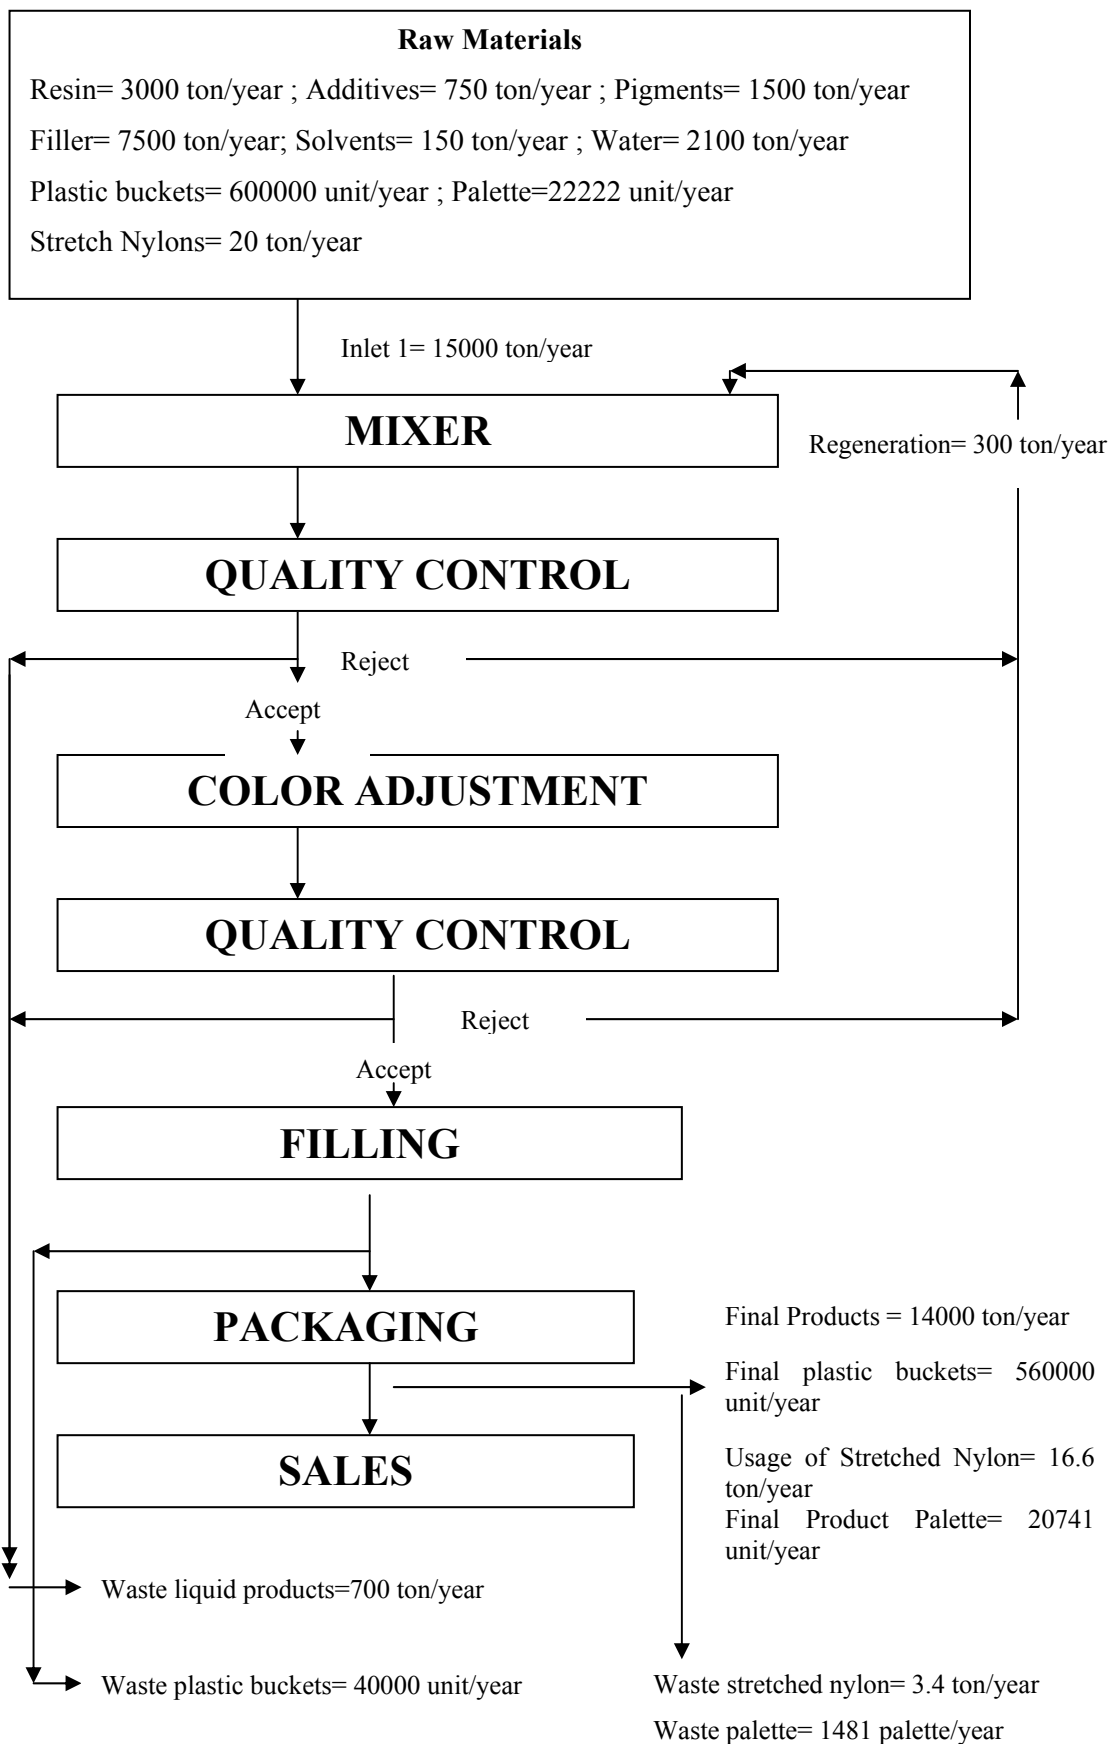 Raw Materials
Resin= 3000 ton/year ; Additives= 750 ton/year ; Pigments= 1500 ton/year
Filler= 7500 ton/year; Solvents= 150 ton/year ; Water= 2100 ton/year
Plastic buckets= 600000 unit/year ; Palette=22222 unit/year
Stretch Nylons= 20 ton/year
Inlet 1= 15000 ton/year
MIXER
Regeneration= 300 ton/year
QUALITY CONTROL
Reject
Accept
COLOR ADJUSTMENT
QUALITY CONTROL
Reject
Accept
FILLING
PACKAGING
Final Products = 14000 ton/year
Final plastic buckets= 560000
unit/year
SALES
Usage of Stretched Nylon= 16.6
ton/year
Final Product Palette= 20741
unit/year
Waste liquid products=700 ton/year
Waste plastic buckets= 40000 unit/year
Waste stretched nylon= 3.4 ton/year
Waste palette= 1481 palette/year